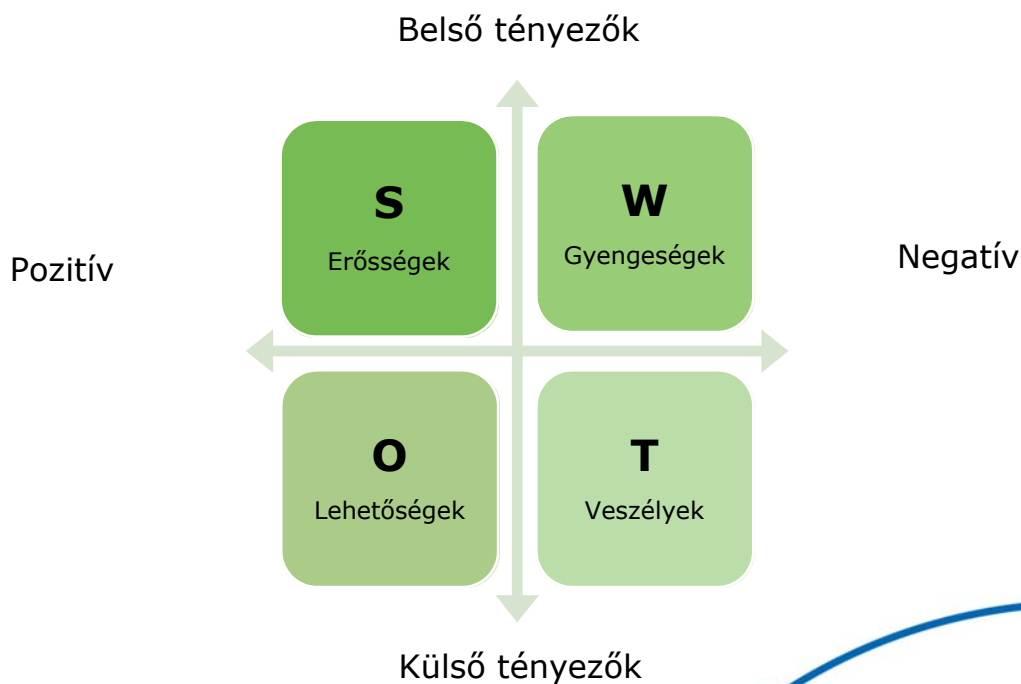 Belső tényezők
S
Erősségek
W
Gyengeségek
Pozitív
Negatív
O
Lehetőségek
T
Veszélyek
Külső tényezők